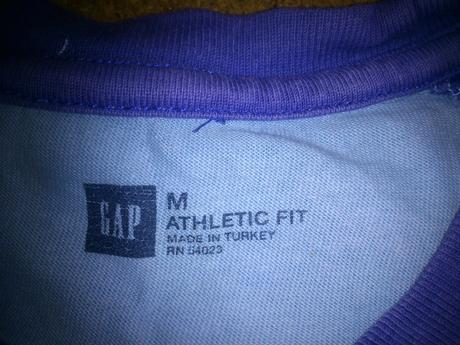 GAP
M
ATHLETIC FIT
MADE IN TURKEY
RN 54023